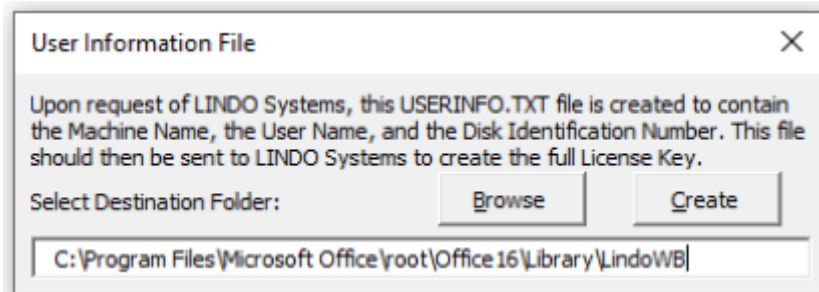 User Information File
Upon request of LINDO Systems, this USERINFO.TXT file is created to contain
the Machine Name, the User Name, and the Disk Identification Number. This file
should then be sent to LINDO Systems to create the full License Key.
Select Destination Folder: Browse Create
C:\Program Files\Microsoft Office\root\Office16\Library\LindoWB